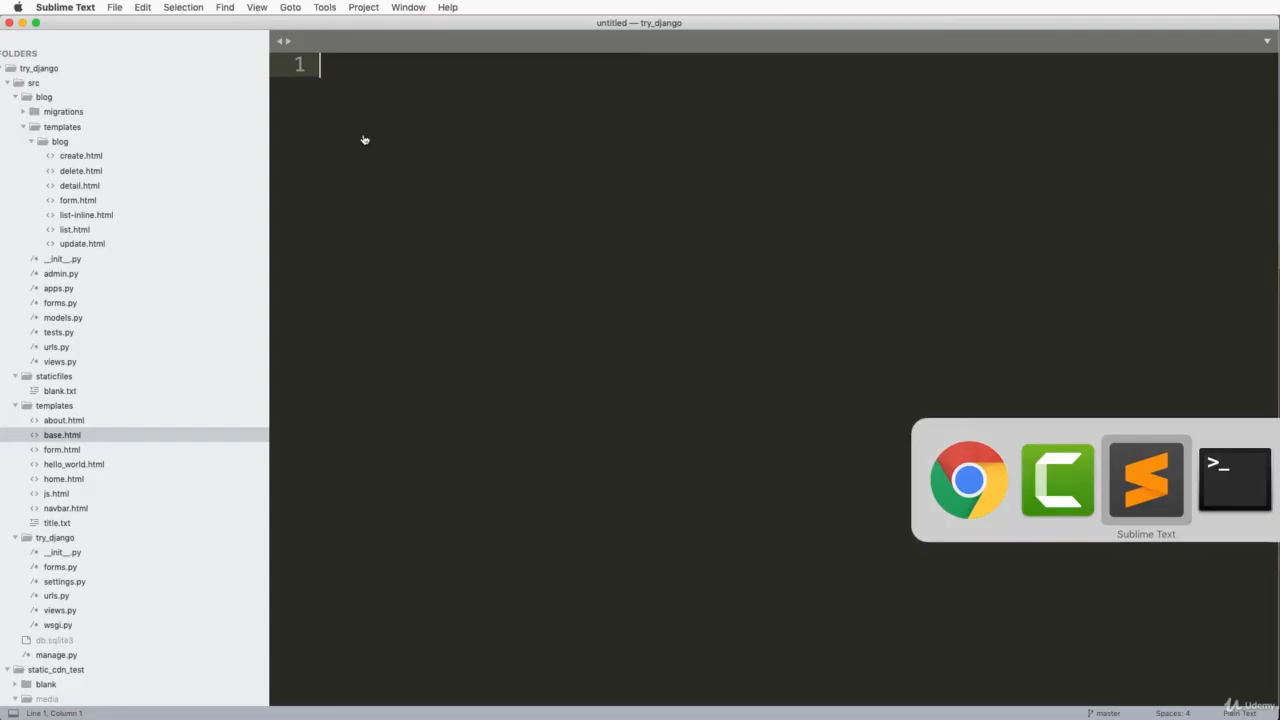 Sublime Text File Edit Selection Find View Goto Tools Project Window Help
untitled — try_django
FOLDERS
try_django
src
blog
migrations
templates
blog
create.html
delete.html
detail.html
form.html
list-inline.html
list.html
update.html
__init__.py
admin.py
apps.py
forms.py
models.py
tests.py
urls.py
views.py
staticfiles
blank.txt
templates
about.html
base.html
form.html
hello_world.html
home.html
js.html
navbar.html
title.txt
try_django
__init__.py
forms.py
settings.py
urls.py
views.py
wsgi.py
db.sqlite3
manage.py
static_cdn_test
blank
media
1
>_
Sublime Text
Line 1, Column 1
master
Spaces: 4
Plain Text
Udemy